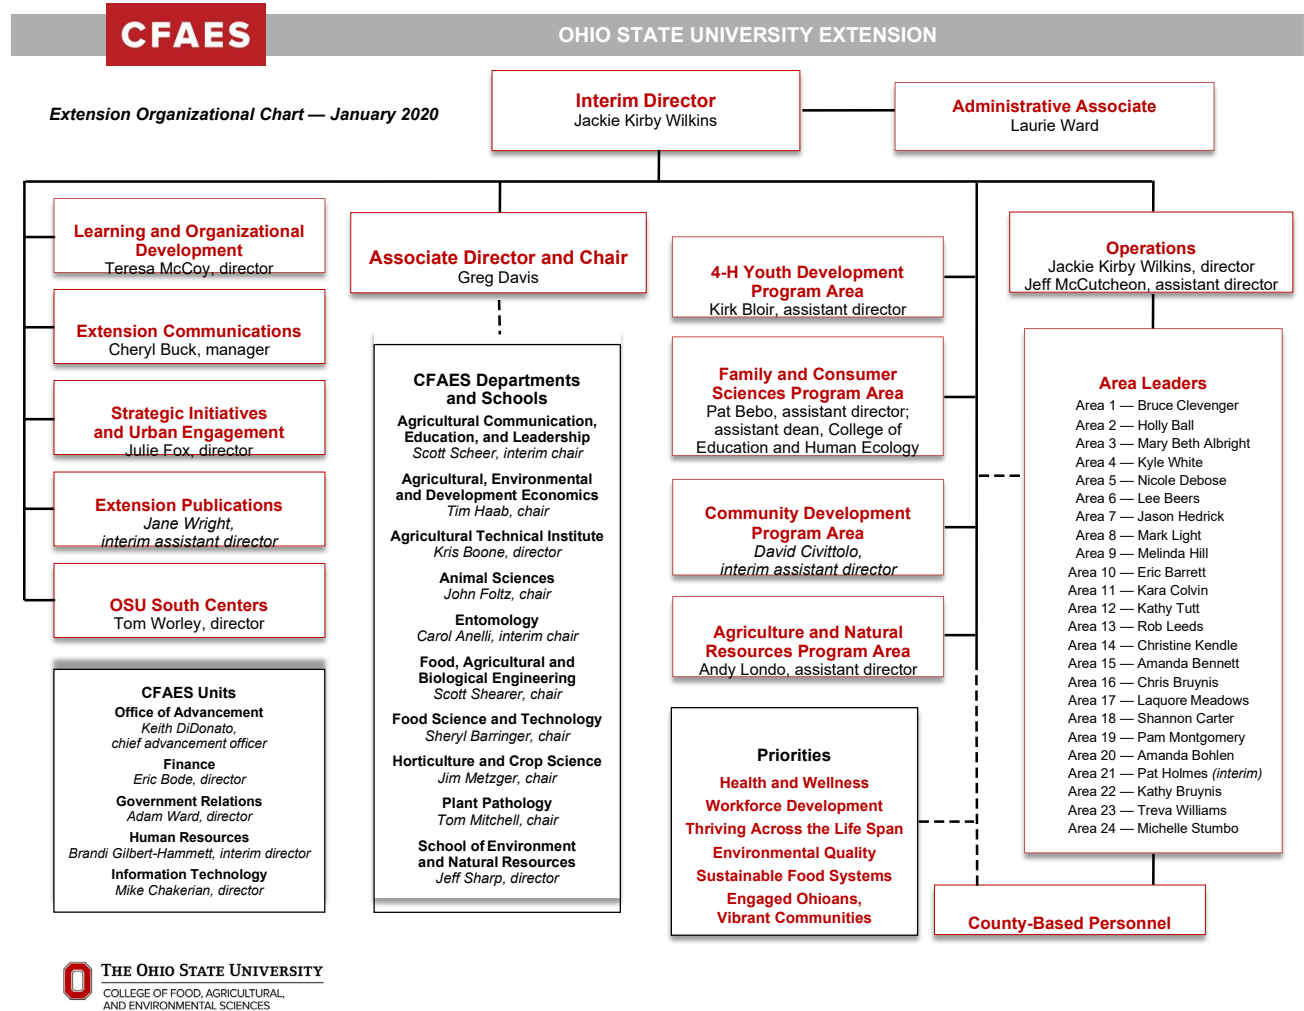 CFAES
OHIO STATE UNIVERSITY EXTENSION
Extension Organizational Chart — January 2020
Interim Director
Jackie Kirby Wilkins
Administrative Associate
Laurie Ward
Learning and Organizational
Development
Teresa McCoy, director
Extension Communications
Cheryl Buck, manager
Strategic Initiatives
and Urban Engagement
Julie Fox, director
Extension Publications
Jane Wright,
interim assistant director
OSU South Centers
Tom Worley, director
CFAES Units
Office of Advancement
Keith DiDonato,
chief advancement officer
Finance
Eric Bode, director
Government Relations
Adam Ward, director
Human Resources
Brandi Gilbert-Hammett, interim director
Information Technology
Mike Chakerian, director
Associate Director and Chair
Greg Davis
CFAES Departments
and Schools
Agricultural Communication,
Education, and Leadership
Scott Scheer, interim chair
Agricultural, Environmental
and Development Economics
Tim Haab, chair
Agricultural Technical Institute
Kris Boone, director
Animal Sciences
John Foltz, chair
Entomology
Carol Anelli, interim chair
Food, Agricultural and
Biological Engineering
Scott Shearer, chair
Food Science and Technology
Sheryl Barringer, chair
Horticulture and Crop Science
Jim Metzger, chair
Plant Pathology
Tom Mitchell, chair
School of Environment
and Natural Resources
Jeff Sharp, director
4-H Youth Development
Program Area
Kirk Bloir, assistant director
Family and Consumer
Sciences Program Area
Pat Bebo, assistant director;
assistant dean, College of
Education and Human Ecology
Community Development
Program Area
David Civittolo,
interim assistant director
Agriculture and Natural
Resources Program Area
Andy Londo, assistant director
Priorities
Health and Wellness
Workforce Development
Thriving Across the Life Span
Environmental Quality
Sustainable Food Systems
Engaged Ohioans,
Vibrant Communities
Operations
Jackie Kirby Wilkins, director
Jeff McCutcheon, assistant director
Area Leaders
Area 1 — Bruce Clevenger
Area 2 — Holly Ball
Area 3 — Mary Beth Albright
Area 4 — Kyle White
Area 5 — Nicole Debose
Area 6 — Lee Beers
Area 7 — Jason Hedrick
Area 8 — Mark Light
Area 9 — Melinda Hill
Area 10 — Eric Barrett
Area 11 — Kara Colvin
Area 12 — Kathy Tutt
Area 13 — Rob Leeds
Area 14 — Christine Kendle
Area 15 — Amanda Bennett
Area 16 — Chris Bruynis
Area 17 — Laquore Meadows
Area 18 — Shannon Carter
Area 19 — Pam Montgomery
Area 20 — Amanda Bohlen
Area 21 — Pat Holmes (interim)
Area 22 — Kathy Bruynis
Area 23 — Treva Williams
Area 24 — Michelle Stumbo
County-Based Personnel
THE OHIO STATE UNIVERSITY
COLLEGE OF FOOD, AGRICULTURAL,
AND ENVIRONMENTAL SCIENCES